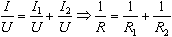 I/U = I₁/U + I₂/U ⇒ 1/R = 1/R₁ + 1/R₂